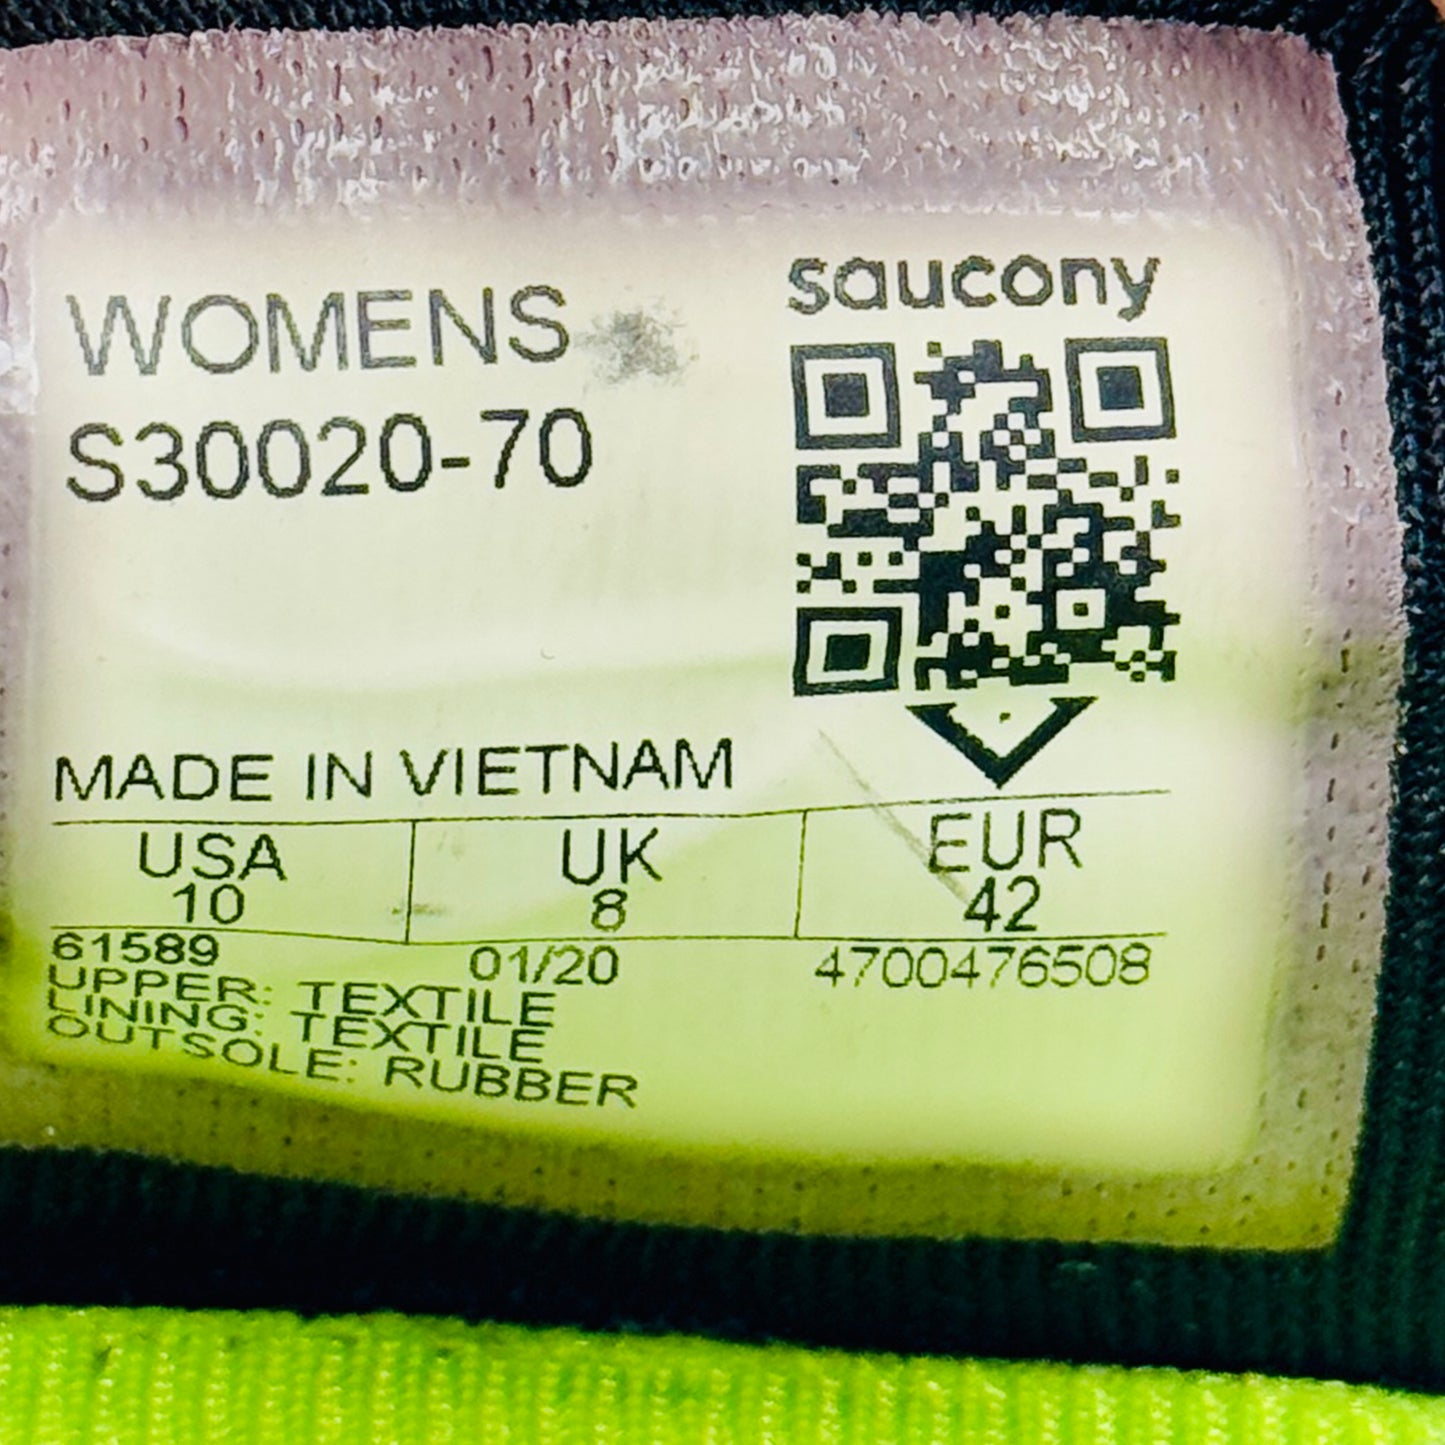 saucony
WOMENS
S30020-70
MADE IN VIETNAM
USA UK EUR
10 8 42
61589 01/20 4700476508
UPPER: TEXTILE
LINING: TEXTILE
OUTSOLE: RUBBER